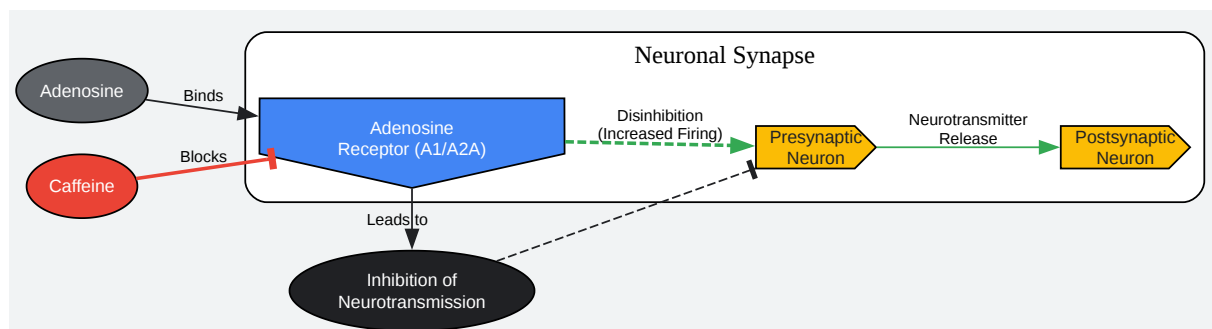 Neuronal Synapse
Adenosine
Binds
Adenosine
Receptor (A1/A2A)
Disinhibition
(Increased Firing)
Presynaptic
Neuron
Neurotransmitter
Release
Postsynaptic
Neuron
Blocks
Caffeine
Leads to
Inhibition of
Neurotransmission